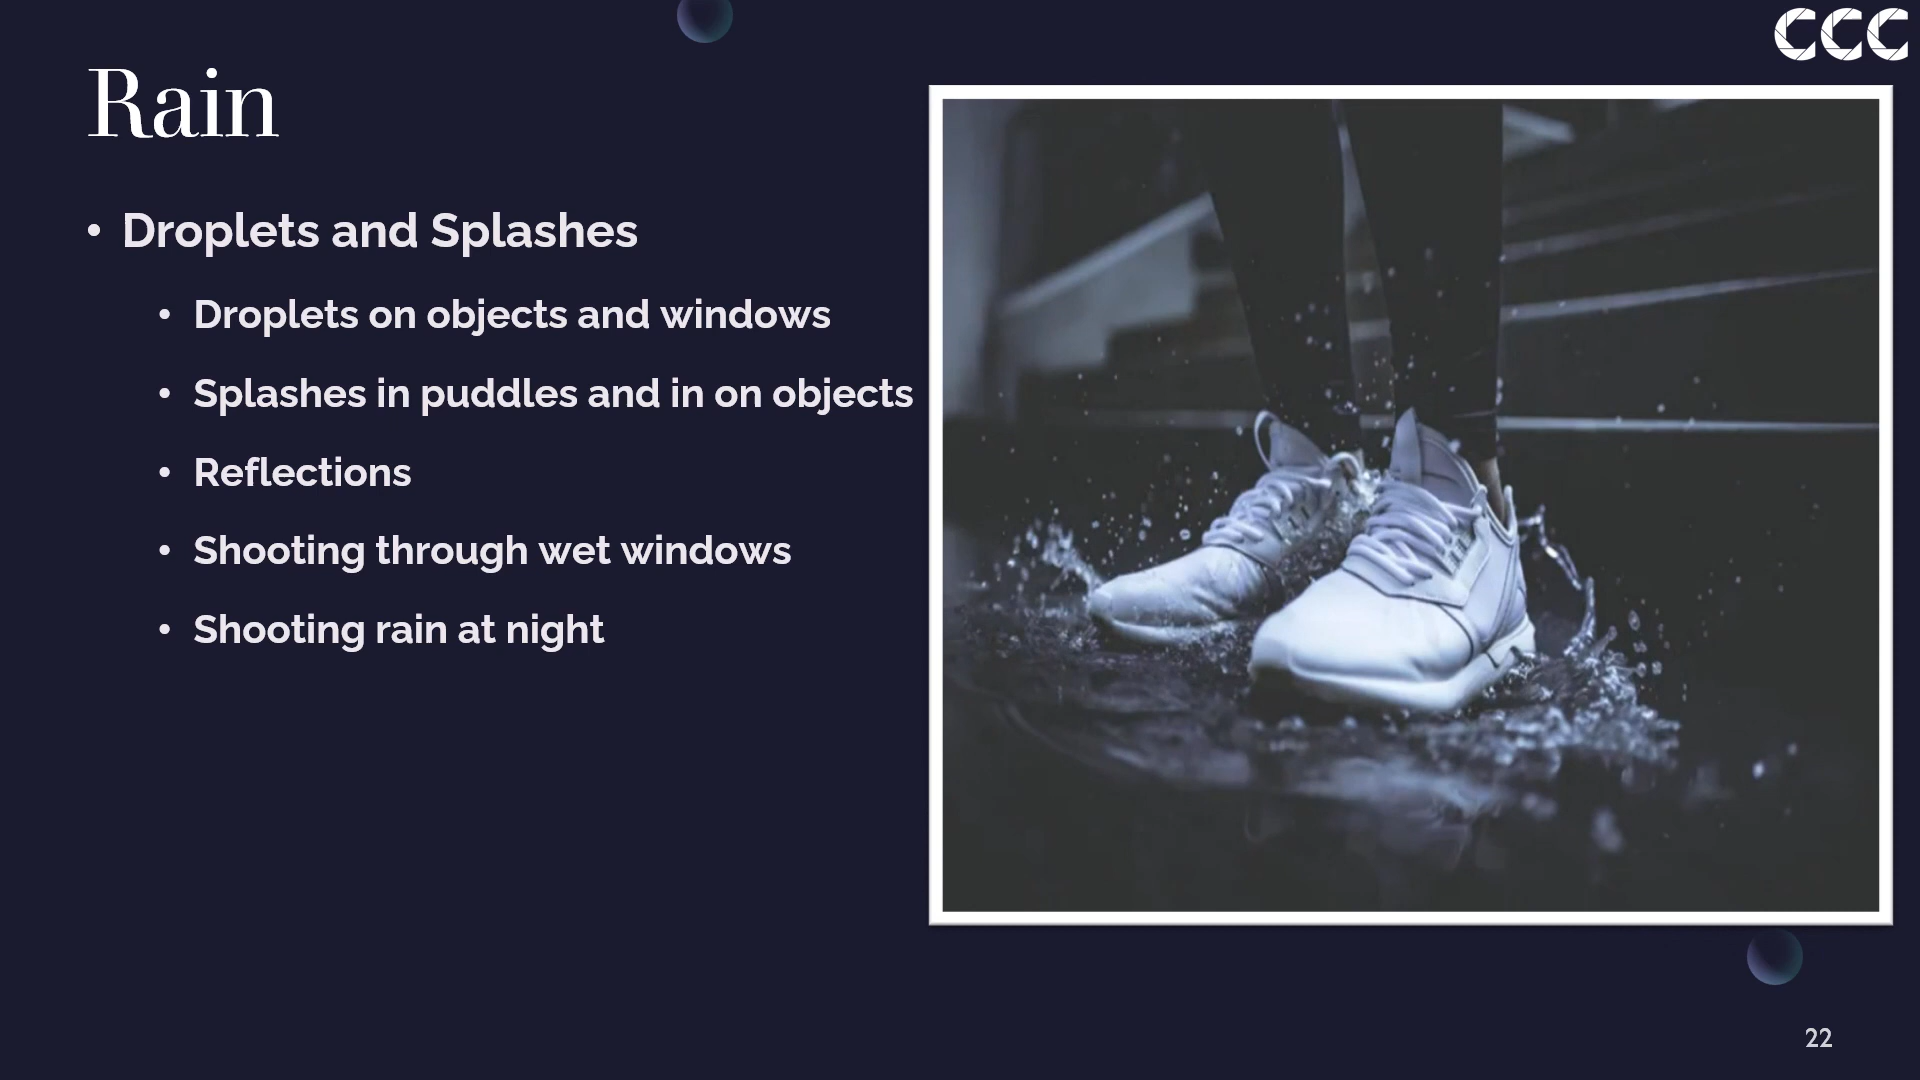 CCC
Rain
• Droplets and Splashes
• Droplets on objects and windows
• Splashes in puddles and in on objects
• Reflections
• Shooting through wet windows
• Shooting rain at night
22